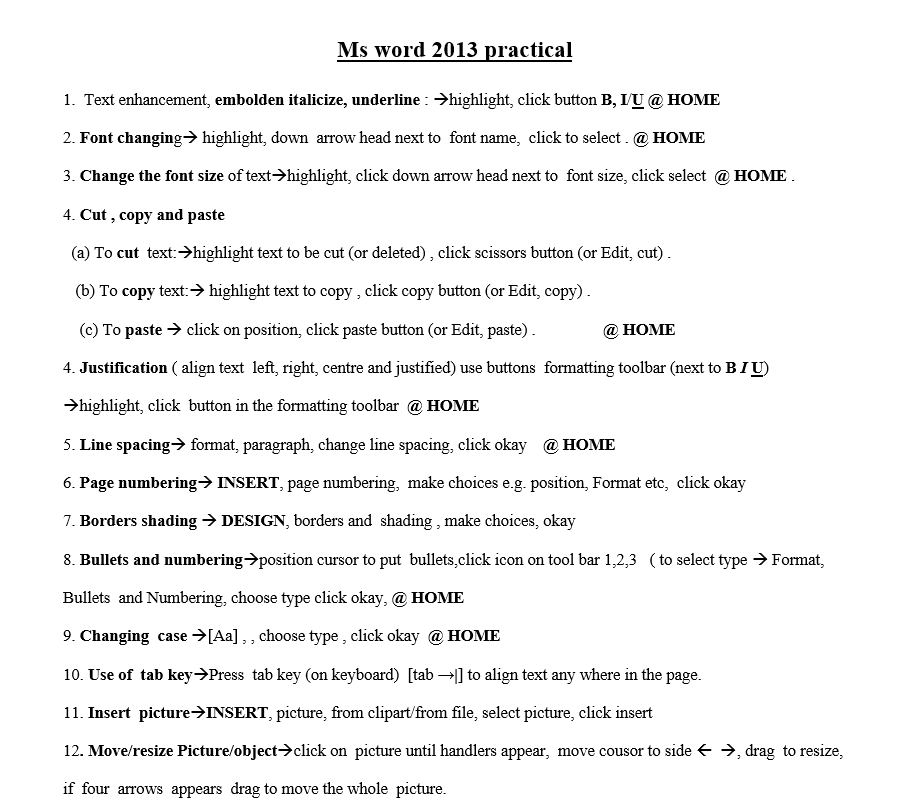 Ms word 2013 practical
1. Text enhancement, embolden italicize, underline : →highlight, click button B, I/U @ HOME
2. Font changing→ highlight, down arrow head next to font name, click to select . @ HOME
3. Change the font size of text→highlight, click down arrow head next to font size, click select @ HOME .
4. Cut , copy and paste
(a) To cut text:→highlight text to be cut (or deleted) , click scissors button (or Edit, cut) .
(b) To copy text:→ highlight text to copy , click copy button (or Edit, copy) .
(c) To paste → click on position, click paste button (or Edit, paste) . @ HOME
4. Justification ( align text left, right, centre and justified) use buttons formatting toolbar (next to B I U)
→highlight, click button in the formatting toolbar @ HOME
5. Line spacing→ format, paragraph, change line spacing, click okay @ HOME
6. Page numbering→ INSERT, page numbering, make choices e.g. position, Format etc, click okay
7. Borders shading → DESIGN, borders and shading , make choices, okay
8. Bullets and numbering→position cursor to put bullets,click icon on tool bar 1,2,3 ( to select type → Format,
Bullets and Numbering, choose type click okay, @ HOME
9. Changing case →[Aa] , , choose type , click okay @ HOME
10. Use of tab key→Press tab key (on keyboard) [tab →|] to align text any where in the page.
11. Insert picture→INSERT, picture, from clipart/from file, select picture, click insert
12. Move/resize Picture/object→click on picture until handlers appear, move cousor to side ← →, drag to resize,
if four arrows appears drag to move the whole picture.